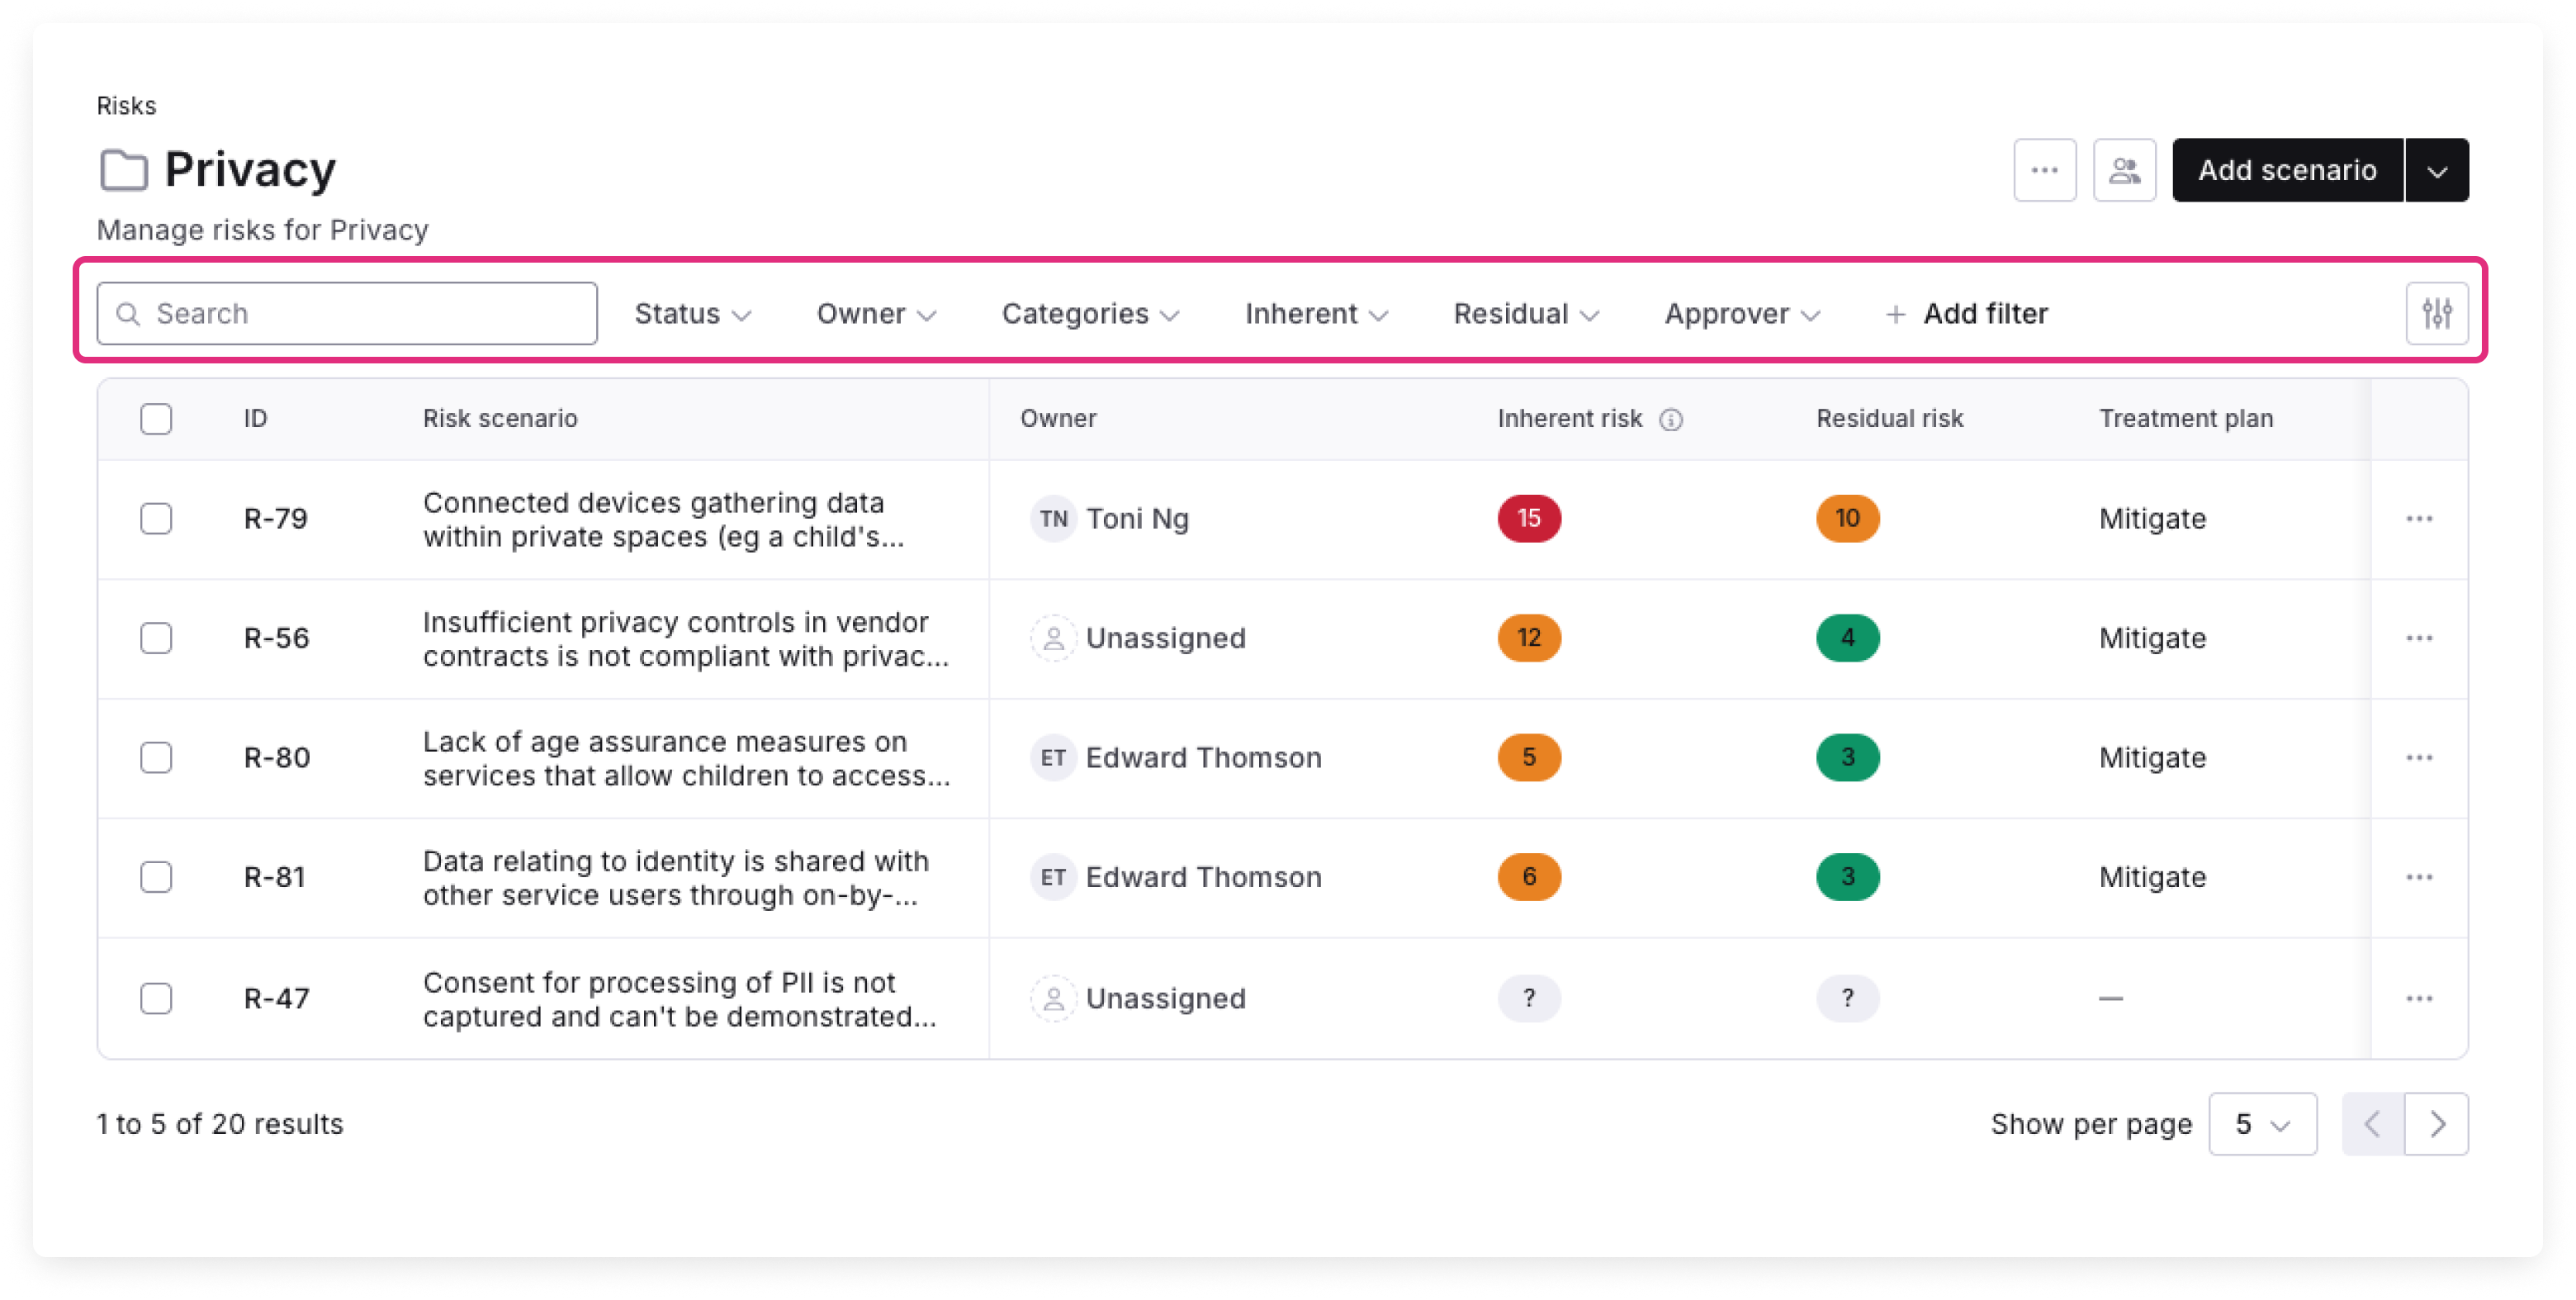 Risks
Privacy
Add scenario
Manage risks for Privacy
Search Status Owner Categories Inherent Residual Approver + Add filter
ID Risk scenario Owner Inherent risk Residual risk Treatment plan
Connected devices gathering data
R-79 TN Toni Ng 15 10 Mitigate
within private spaces (eg a child's...
Insufficient privacy controls in vendor
R-56 Unassigned 12 4 Mitigate
contracts is not compliant with privac...
Lack of age assurance measures on
R-80 ET Edward Thomson 5 3 Mitigate
services that allow children to access...
Data relating to identity is shared with
R-81 ET Edward Thomson 6 3 Mitigate
other service users through on-by-...
Consent for processing of PII is not
R-47 Unassigned ? ? —
captured and can't be demonstrated...
1 to 5 of 20 results Show per page 5